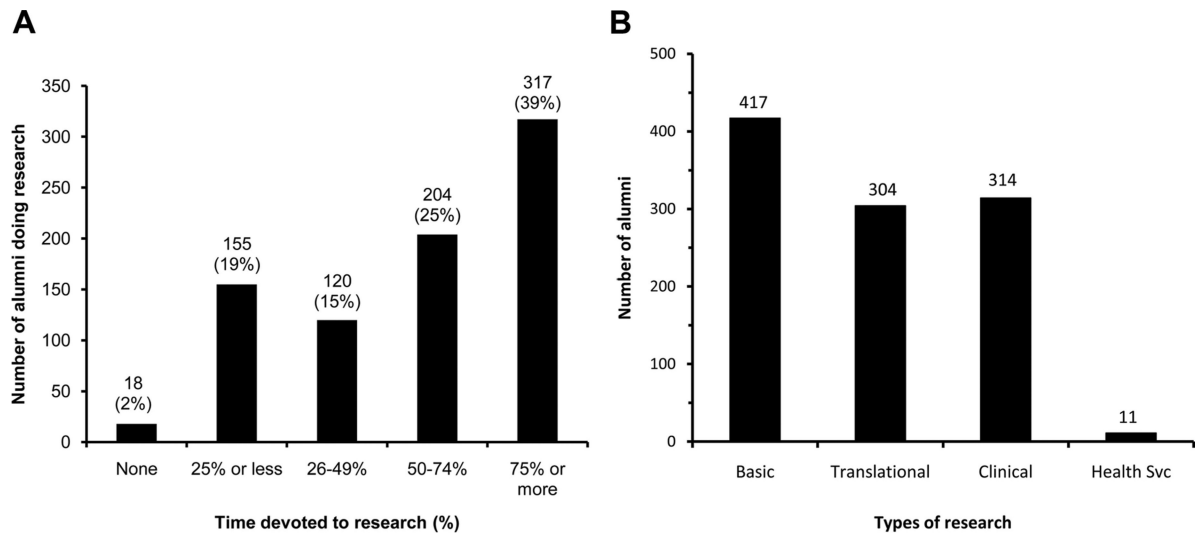 A
Number of alumni doing research
350
300
250
200
150
100
50
0
18
(2%)
155
(19%)
120
(15%)
204
(25%)
317
(39%)
None
25% or less
26-49%
50-74%
75% or
more
Time devoted to research (%)
B
Number of alumni
500
400
300
200
100
0
417
304
314
11
Basic
Translational
Clinical
Health Svc
Types of research